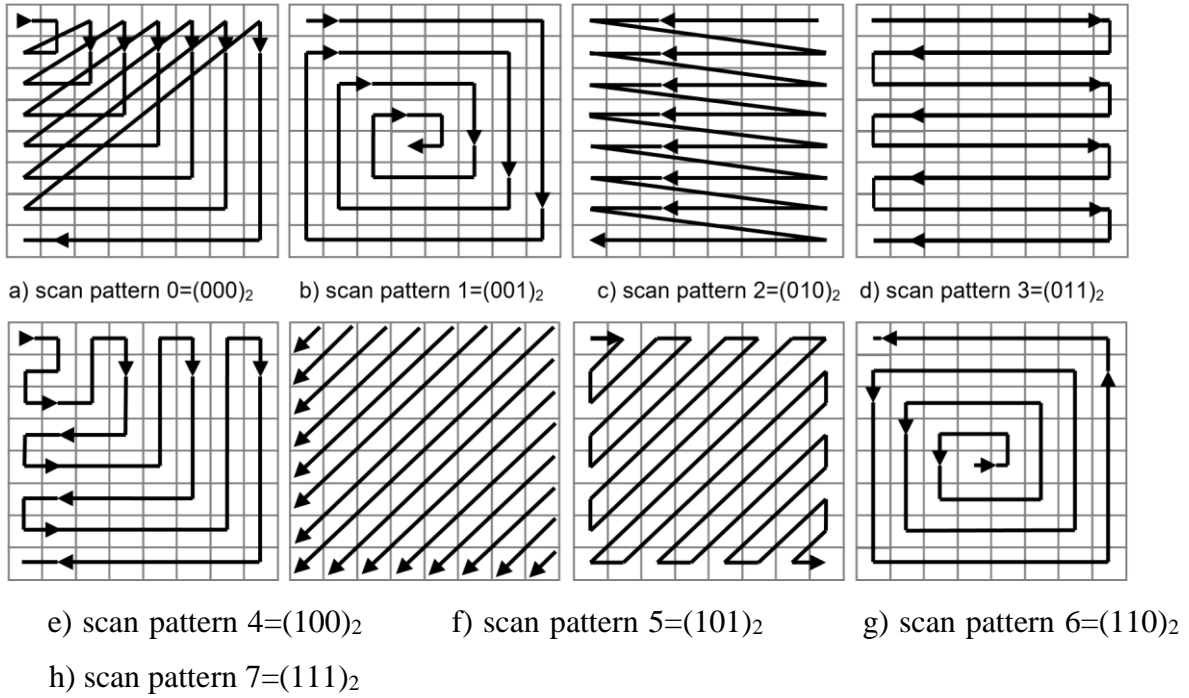 a) scan pattern 0=(000)₂ b) scan pattern 1=(001)₂ c) scan pattern 2=(010)₂ d) scan pattern 3=(011)₂
e) scan pattern 4=(100)₂ f) scan pattern 5=(101)₂ g) scan pattern 6=(110)₂
h) scan pattern 7=(111)₂